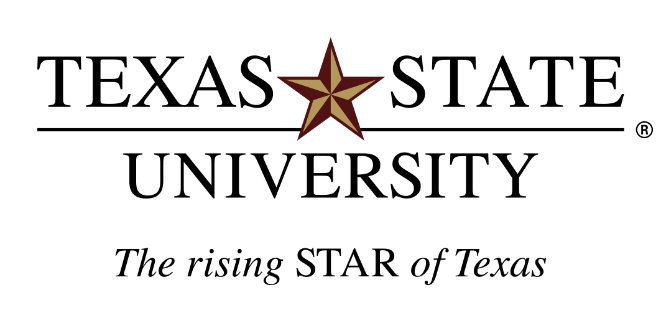 TEXAS STATE
®
UNIVERSITY
The rising STAR of Texas